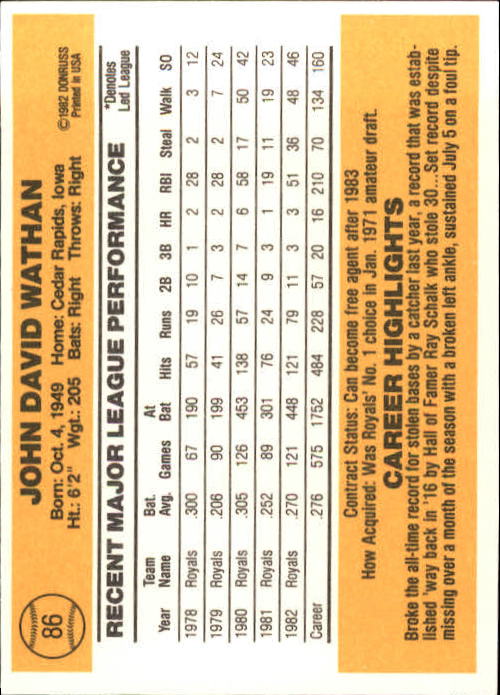 86
JOHN DAVID WATHAN
Born: Oct. 4, 1949 Home: Cedar Rapids, Iowa
Ht.: 6'2" Wgt.: 205 Bats: Right Throws: Right
©1982 DONRUSS
Printed in USA
RECENT MAJOR LEAGUE PERFORMANCE
*Denotes
Led League
Team Bat. At
Year Name Avg. Games Bat Hits Runs 2B 3B HR RBI Steal Walk SO
1978 Royals .300 67 190 57 19 10 1 2 28 2 3 12
1979 Royals .206 90 199 41 26 7 3 2 28 2 7 24
1980 Royals .305 126 453 138 57 14 7 6 58 17 50 42
1981 Royals .252 89 301 76 24 9 3 1 19 11 19 23
1982 Royals .270 121 448 121 79 11 3 3 51 36 48 46
Career .276 575 1752 484 228 57 20 16 210 70 134 160
Contract Status: Can become free agent after 1983
How Acquired: Was Royals' No. 1 choice in Jan. 1971 amateur draft.
CAREER HIGHLIGHTS
Broke the all-time record for stolen bases by a catcher last year, a record that was estab-
lished 'way back in '16 by Hall of Famer Ray Schalk who stole 30...Set record despite
missing over a month of the season with a broken left ankle, sustained July 5 on a foul tip.